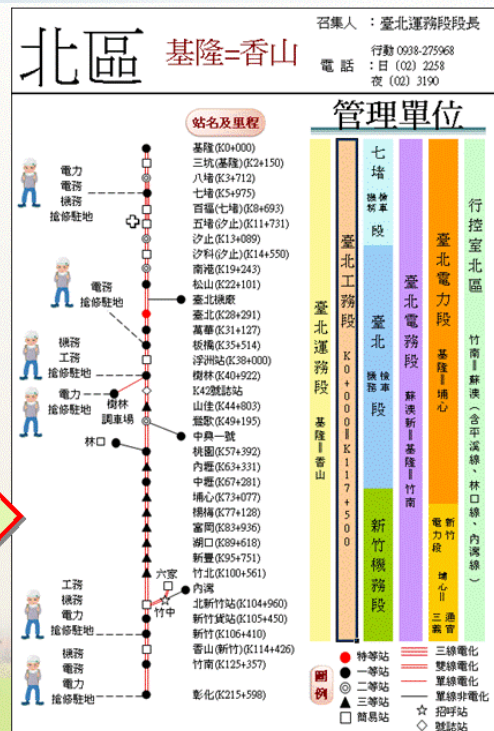 北區
基隆=香山
召集人 ：臺北運務段段長
電 話 ：
行動 0938-275968
日 (02) 2258
夜 (02) 3190
站名及里程
基隆(K0+000)
三坑(基隆)(K2+150)
八堵(K3+712)
七堵(K5+975)
百福(七堵)(K8+693)
五堵(汐止)(K11+731)
汐止(K13+089)
汐科(汐止)(K14+550)
南港(K19+243)
松山(K22+101)
臺北機廠
臺北(K28+291)
萬華(K31+127)
板橋(K35+514)
浮洲站(K38+000)
樹林(K40+922)
K42號誌站
山佳(K44+803)
鶯歌(K49+195)
中興一號
桃園(K57+392)
內壢(K63+331)
中壢(K67+281)
埔心(K73+077)
楊梅(K77+128)
富岡(K83+936)
湖口(K89+618)
新豐(K95+751)
竹北(K100+561)
內灣
北新竹站(K104+960)
新竹貨站(K105+450)
新竹(K106+410)
香山(新竹)(K114+426)
竹南(K125+357)
彰化(K215+598)
電力
電務
機務
搶修駐地
電務
搶修駐地
機務
工務
搶修駐地
電力
搶修駐地
樹林
調車場
林口
六家
竹中
工務
機務
電力
搶修駐地
機務
電務
電力
搶修駐地
管理單位
臺北運務段 基隆=香山
臺北工務段 K0+000=K117+500
七堵機務檢車段
臺北機務檢車段
新竹機務段
臺北電務段 蘇澳新=基隆=竹南
臺北電力段 基隆=埔心
新竹電力段 埔心=三義 通霄
行控室北區 竹南=蘇澳(含平溪線、林口線、內灣線)
圖例
特等站
一等站
二等站
三等站
簡易站
三線電化
雙線電化
單線電化
單線非電化
招呼站
號誌站